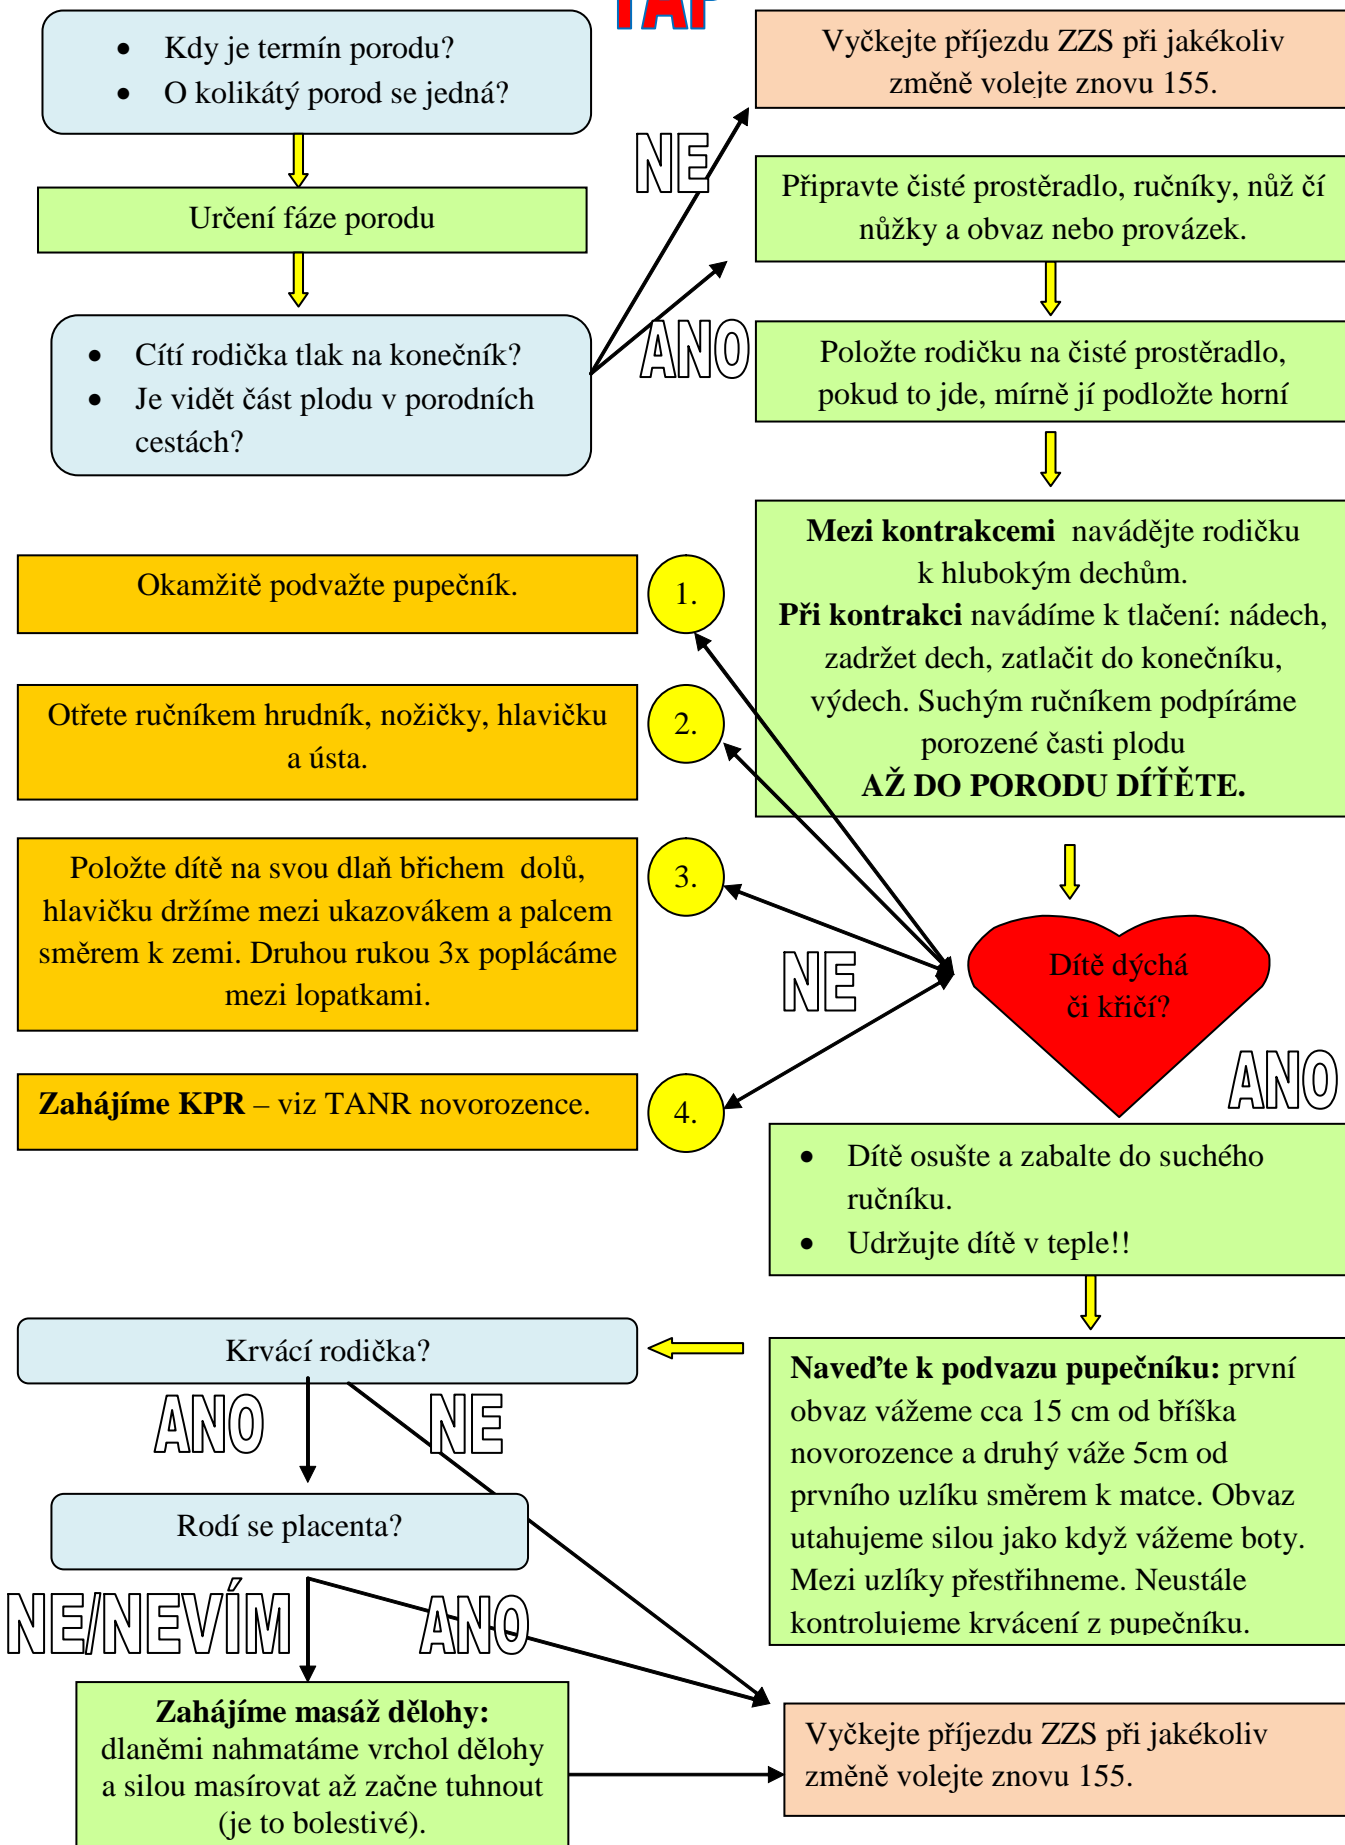 TAP
• Kdy je termín porodu?
• O kolikátý porod se jedná?
Určení fáze porodu
• Cítí rodička tlak na konečník?
• Je vidět část plodu v porodních
cestách?
NE
ANO
Vyčkejte příjezdu ZZS při jakékoliv
změně volejte znovu 155.
Připravte čisté prostěradlo, ručníky, nůž čí
nůžky a obvaz nebo provázek.
Položte rodičku na čisté prostěradlo,
pokud to jde, mírně jí podložte horní
Mezi kontrakcemi navádějte rodičku
k hlubokým dechům.
Při kontrakci navádíme k tlačení: nádech,
zadržet dech, zatlačit do konečníku,
výdech. Suchým ručníkem podpíráme
porozené časti plodu
AŽ DO PORODU DÍŤĚTE.
Dítě dýchá
či křičí?
NE
Okamžitě podvažte pupečník.
1.
Otřete ručníkem hrudník, nožičky, hlavičku
a ústa.
2.
Položte dítě na svou dlaň břichem dolů,
hlavičku držíme mezi ukazovákem a palcem
směrem k zemi. Druhou rukou 3x poplácáme
mezi lopatkami.
3.
Zahájíme KPR – viz TANR novorozence.
4.
ANO
• Dítě osušte a zabalte do suchého
ručníku.
• Udržujte dítě v teple!!
Naveďte k podvazu pupečníku: první
obvaz vážeme cca 15 cm od bříška
novorozence a druhý váže 5cm od
prvního uzlíku směrem k matce. Obvaz
utahujeme silou jako když vážeme boty.
Mezi uzlíky přestřihneme. Neustále
kontrolujeme krvácení z pupečníku.
Krvácí rodička?
ANO
NE
Rodí se placenta?
NE/NEVÍM
ANO
Zahájíme masáž dělohy:
dlaněmi nahmatáme vrchol dělohy
a silou masírovat až začne tuhnout
(je to bolestivé).
Vyčkejte příjezdu ZZS při jakékoliv
změně volejte znovu 155.